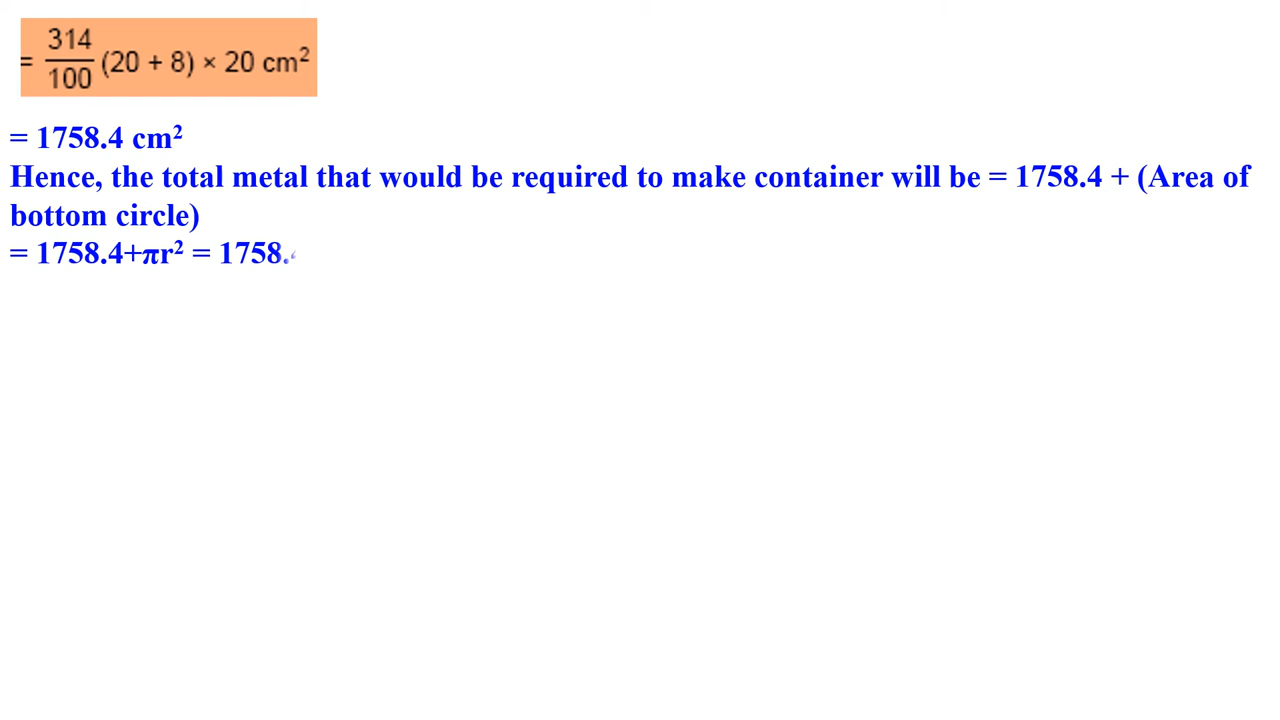 = 314/100 (20 + 8) × 20 cm²
= 1758.4 cm²
Hence, the total metal that would be required to make container will be = 1758.4 + (Area of
bottom circle)
= 1758.4+πr² = 1758.